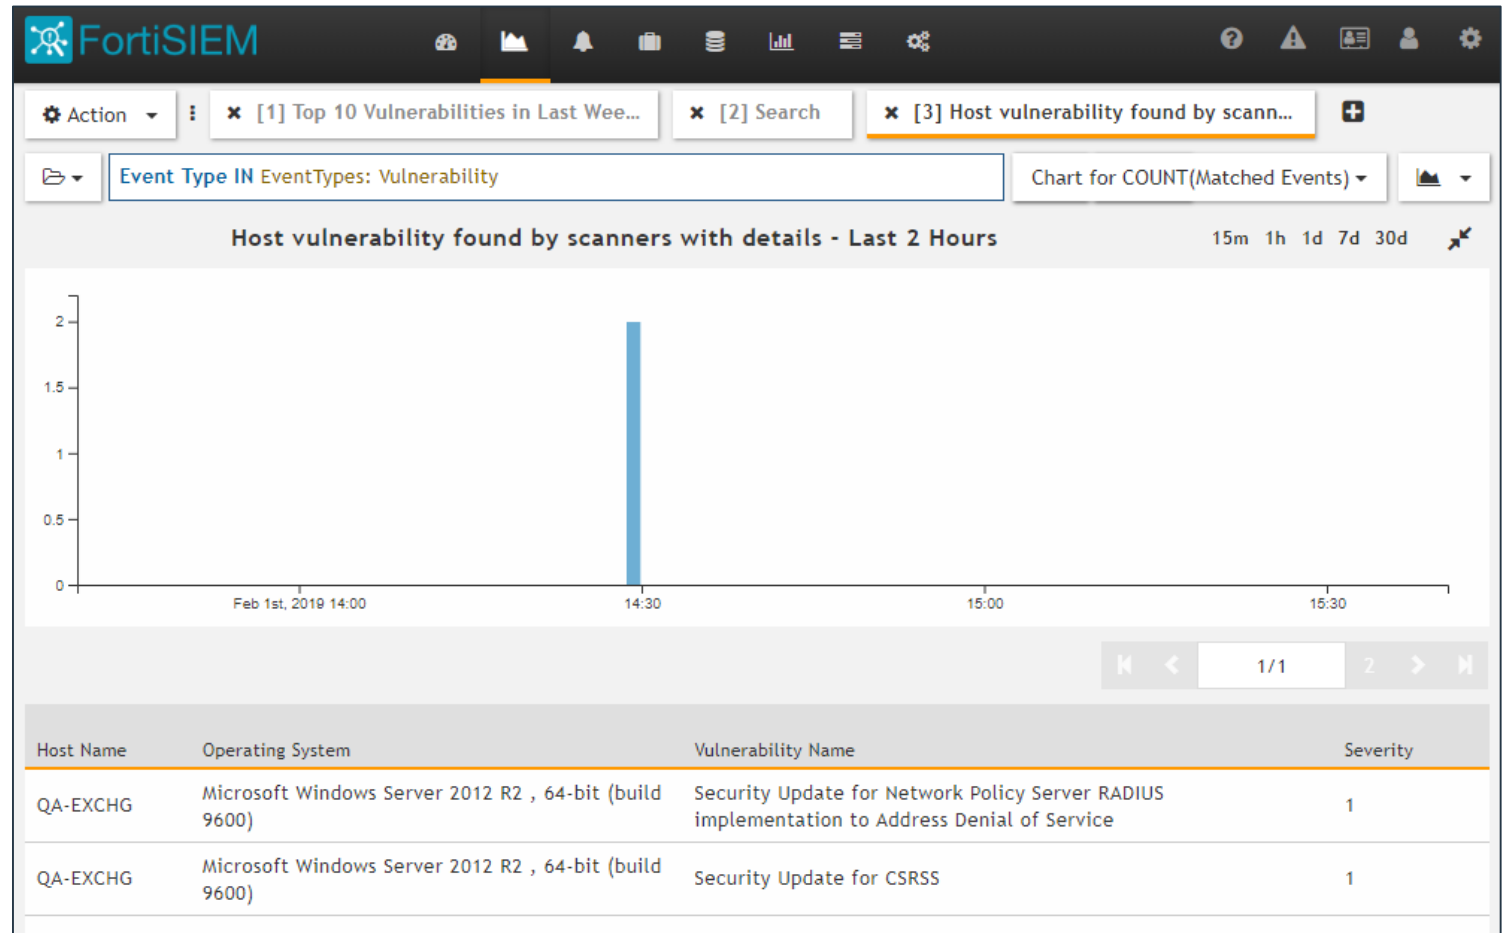 FortiSIEM
Action
[1] Top 10 Vulnerabilities in Last Wee...
[2] Search
[3] Host vulnerability found by scann...
Event Type IN EventTypes: Vulnerability
Chart for COUNT(Matched Events)
Host vulnerability found by scanners with details - Last 2 Hours
15m 1h 1d 7d 30d
2
1.5
1
0.5
0
Feb 1st, 2019 14:00
14:30
15:00
15:30
1/1
2
Host Name Operating System Vulnerability Name Severity
QA-EXCHG
Microsoft Windows Server 2012 R2 , 64-bit (build
9600)
Security Update for Network Policy Server RADIUS
implementation to Address Denial of Service
1
QA-EXCHG
Microsoft Windows Server 2012 R2 , 64-bit (build
9600)
Security Update for CSRSS
1